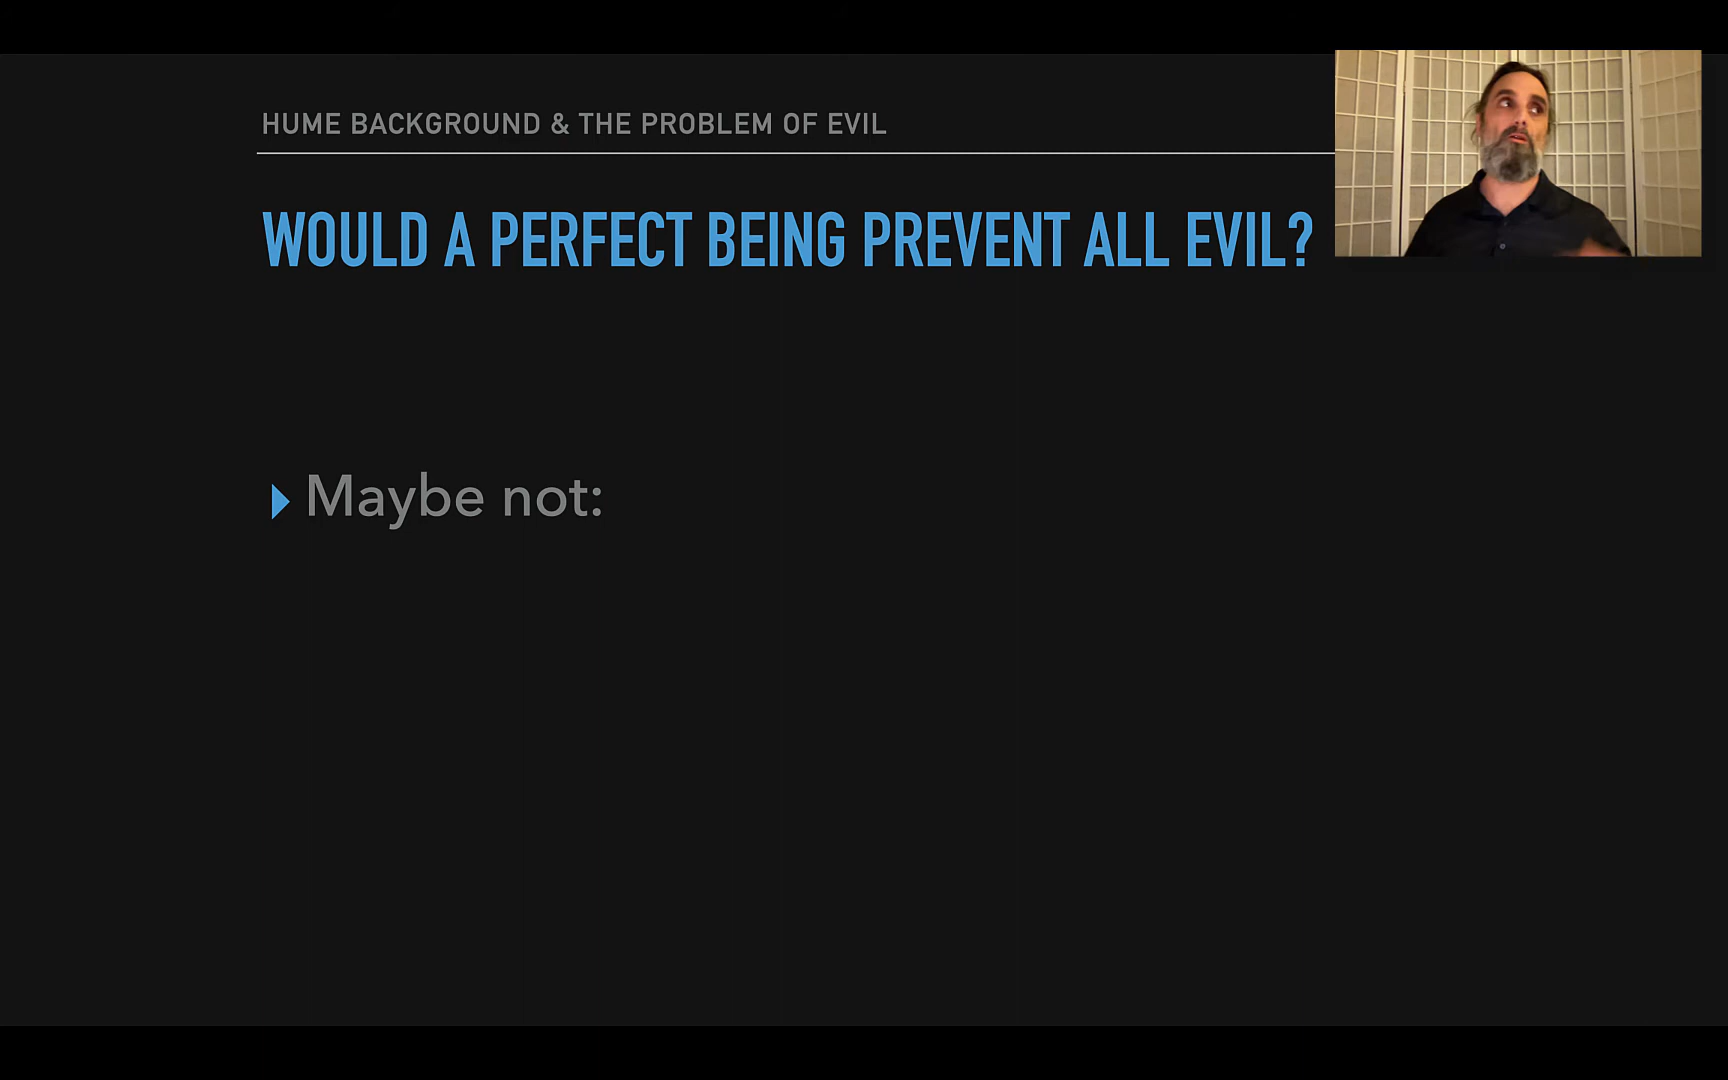 HUME BACKGROUND & THE PROBLEM OF EVIL
WOULD A PERFECT BEING PREVENT ALL EVIL?
Maybe not: